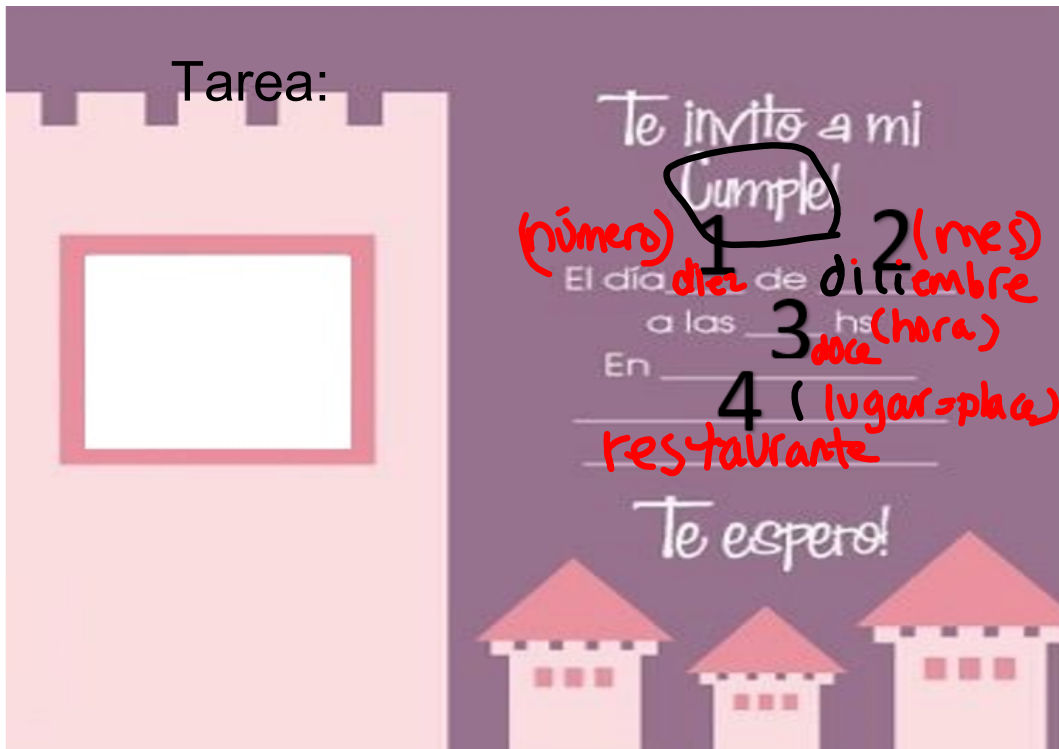 Tarea:
Te invito a mi
Cumple!
(número) 1 2 (mes)
El día diez de diciembre
a las 3 hs (hora)
doce
En
4 ( lugar=place)
restaurante
Te espero!